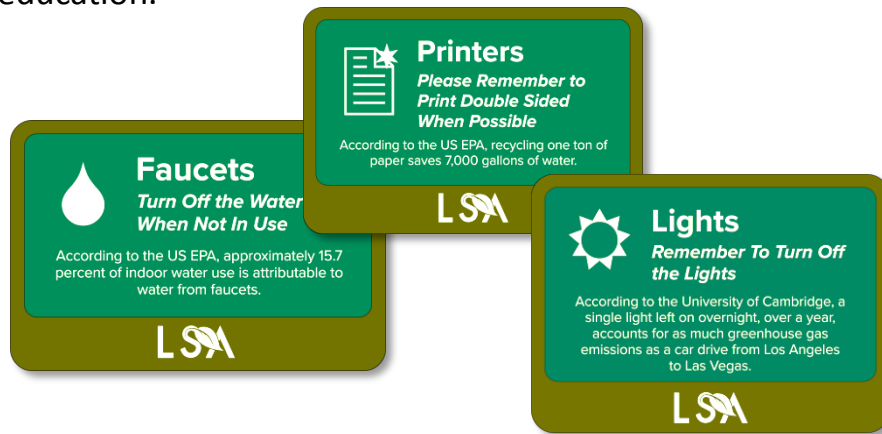 education.
Printers
Please Remember to
Print Double Sided
When Possible
According to the US EPA, recycling one ton of
paper saves 7,000 gallons of water.
LSA
Faucets
Turn Off the Water
When Not In Use
According to the US EPA, approximately 15.7
percent of indoor water use is attributable to
water from faucets.
LSA
Lights
Remember To Turn Off
the Lights
According to the University of Cambridge, a
single light left on overnight, over a year,
accounts for as much greenhouse gas
emissions as a car drive from Los Angeles
to Las Vegas.
LSA